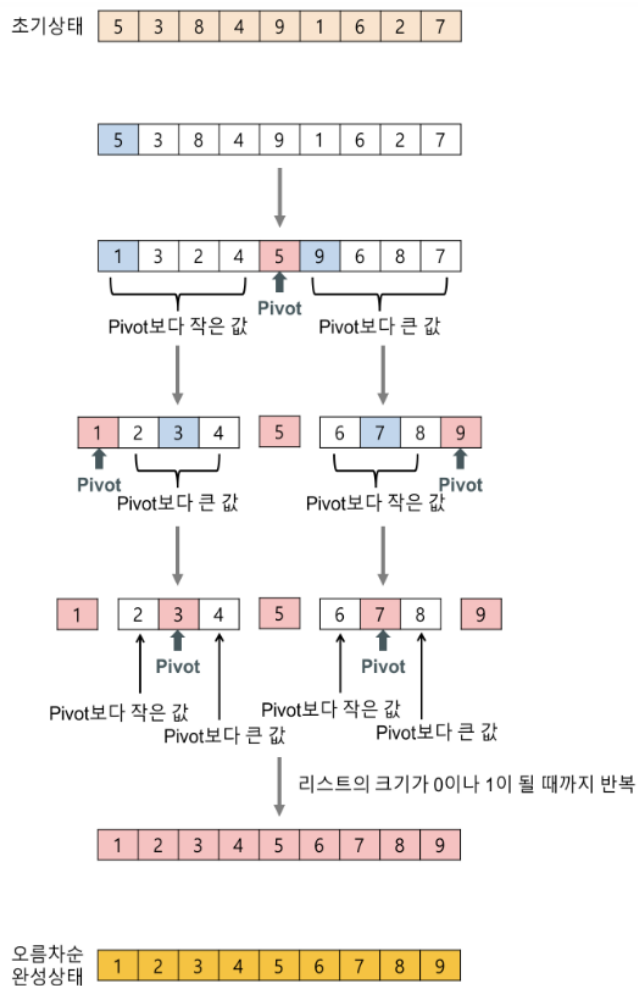 초기상태 5 3 8 4 9 1 6 2 7
5 3 8 4 9 1 6 2 7
1 3 2 4 5 9 6 8 7
Pivot
Pivot보다 작은 값 Pivot보다 큰 값
1 2 3 4 5 6 7 8 9
Pivot Pivot
Pivot보다 큰 값 Pivot보다 작은 값
1 2 3 4 5 6 7 8 9
Pivot Pivot
Pivot보다 작은 값 Pivot보다 작은 값
Pivot보다 큰 값 Pivot보다 큰 값
리스트의 크기가 0이나 1이 될 때까지 반복
1 2 3 4 5 6 7 8 9
오름차순
완성상태 1 2 3 4 5 6 7 8 9